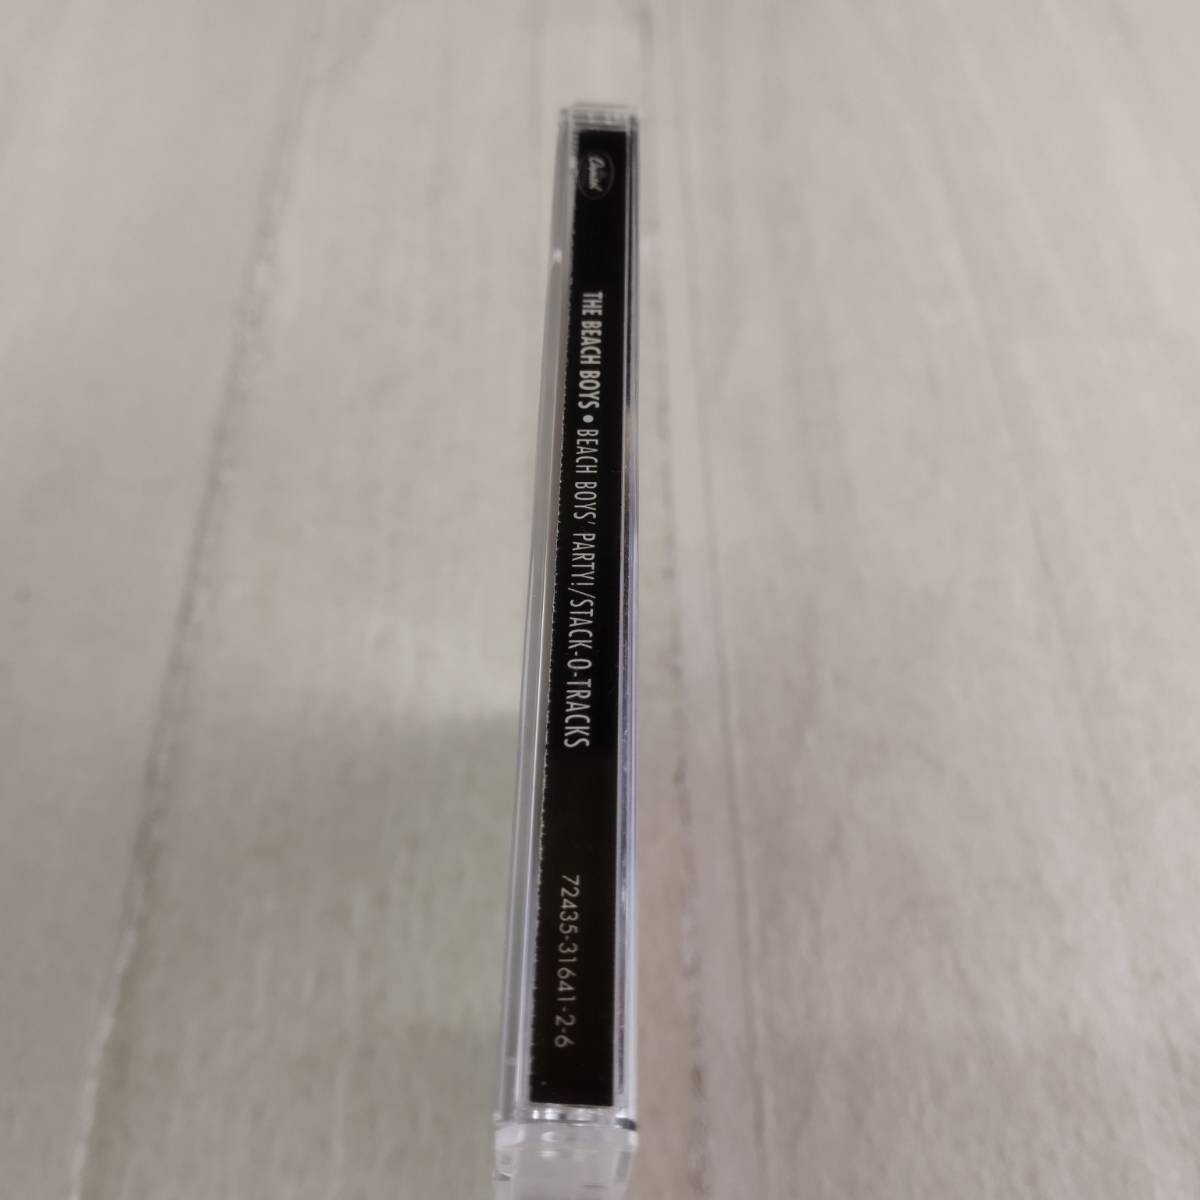 Capitol
THE BEACH BOYS • BEACH BOYS' PARTY!/STACK-O-TRACKS
72435-31641-2-6